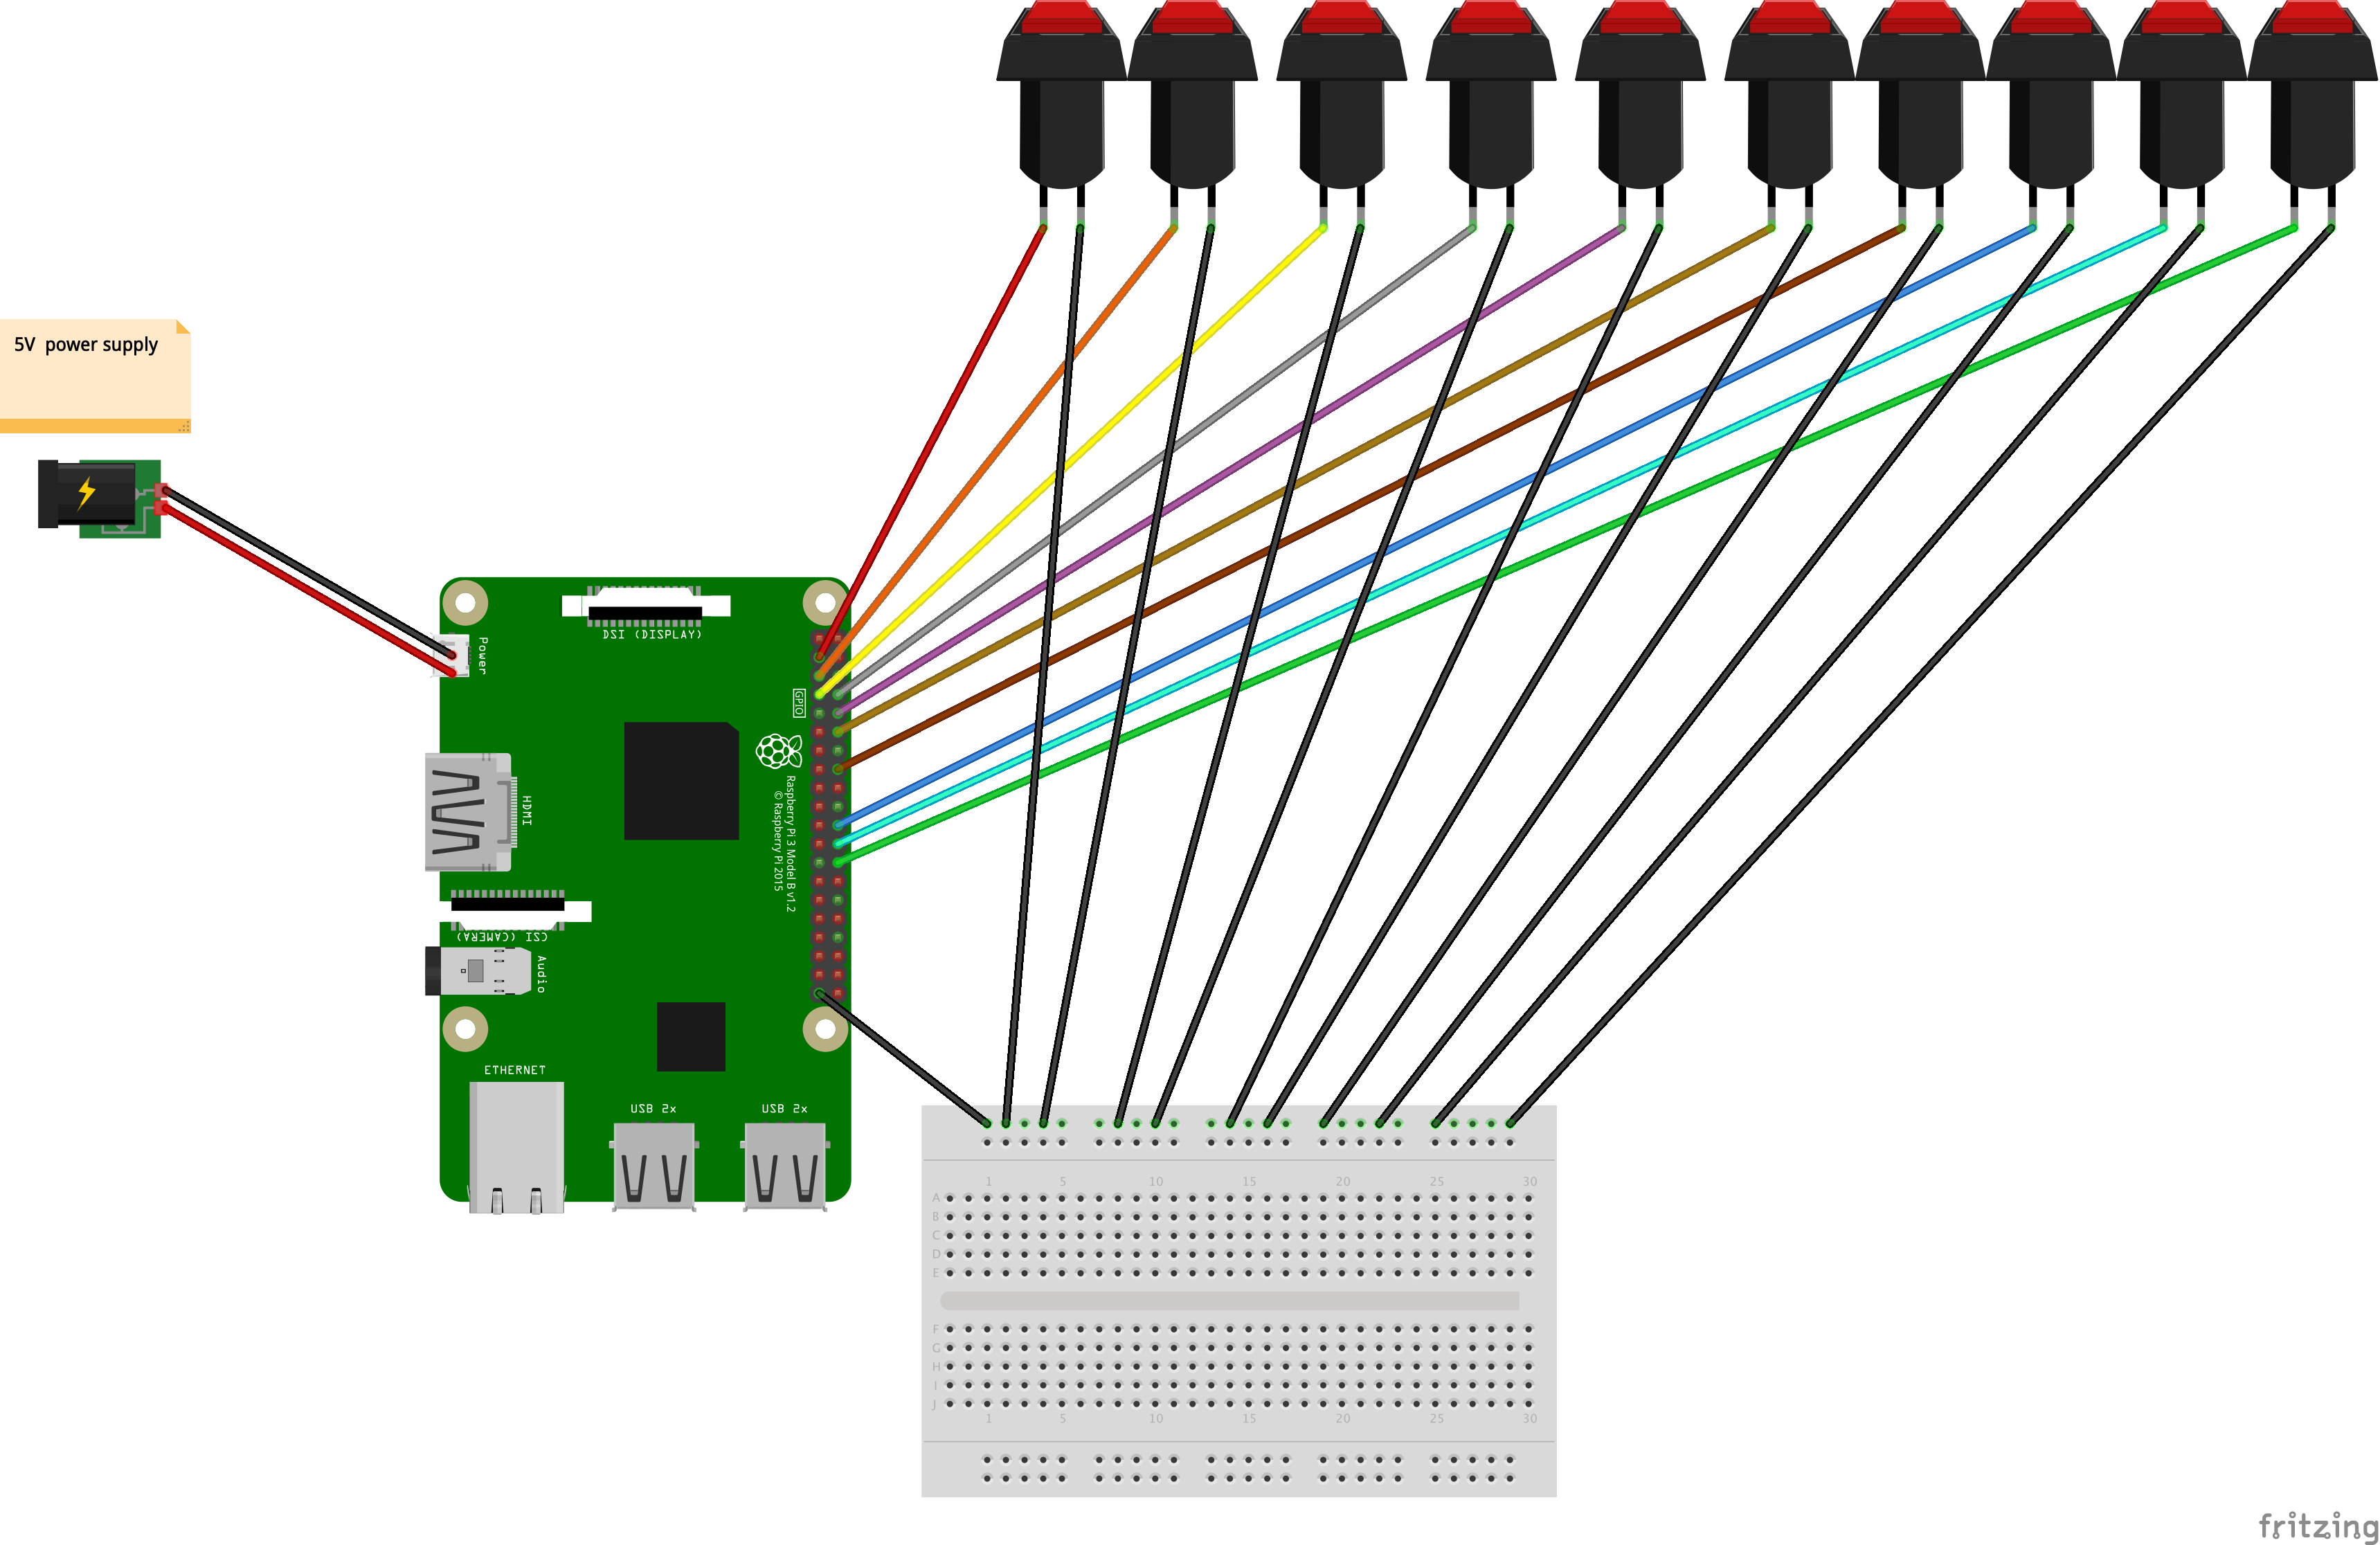 5V  power supply
DSI (DISPLAY)
Power
GPIO
HDMI
Raspberry Pi 3 Model B v1.2
© Raspberry Pi 2015
CSI (CAMERA)
Audio
ETHERNET
USB 2x
USB 2x
1 5 10 15 20 25 30
A
B
C
D
E
F
G
H
I
J
1 5 10 15 20 25 30
fritzing